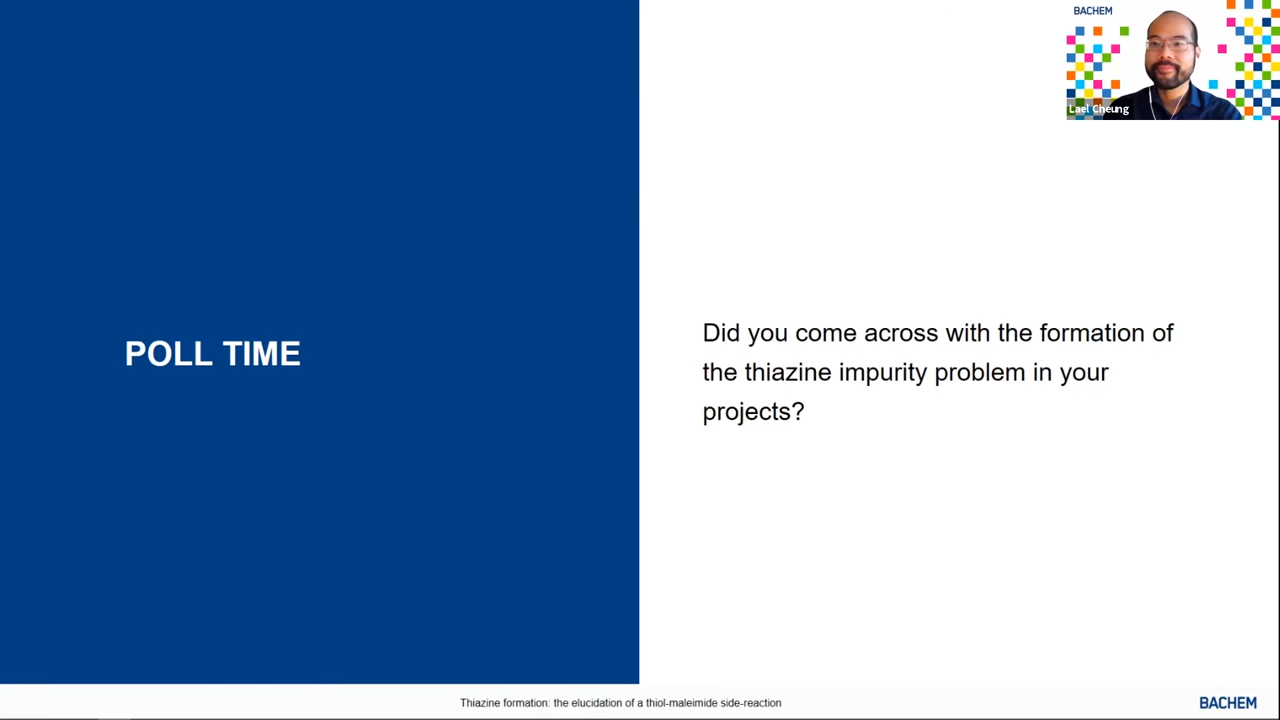 BACHEM
Lael Cheung
POLL TIME
Did you come across with the formation of
the thiazine impurity problem in your
projects?
Thiazine formation: the elucidation of a thiol-maleimide side-reaction
BACHEM